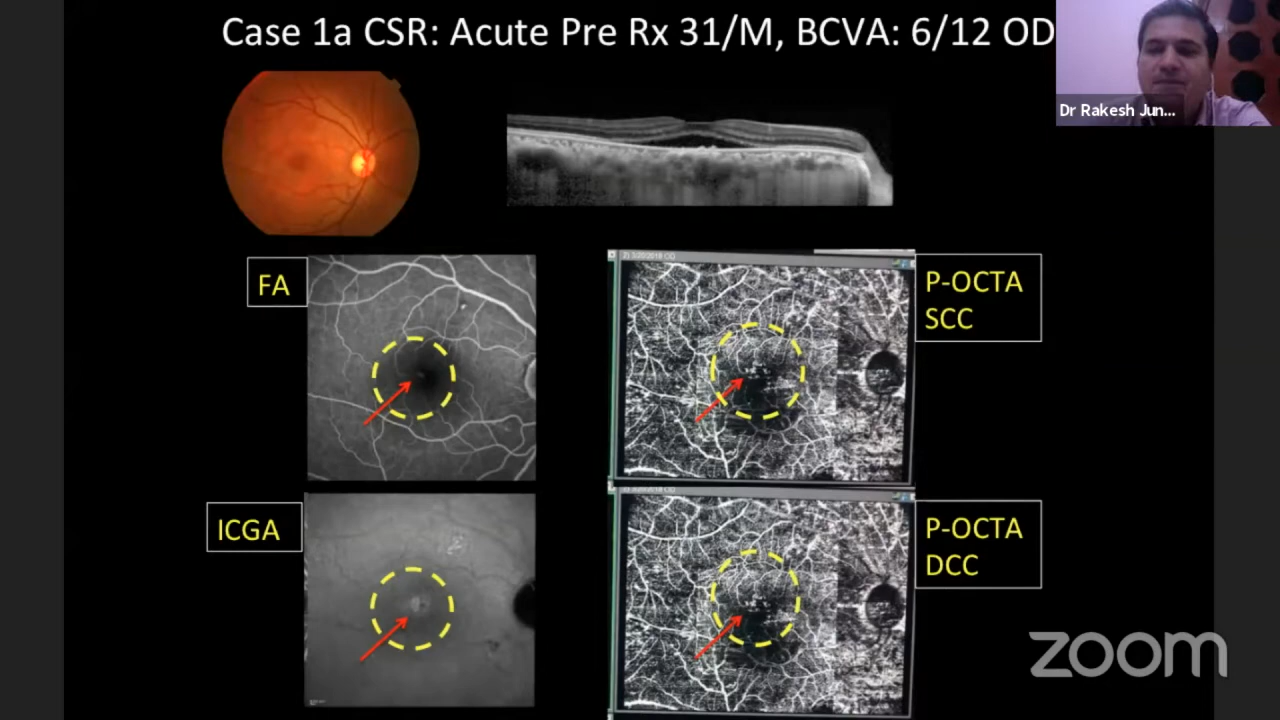 Case 1a CSR: Acute Pre Rx 31/M, BCVA: 6/12 OD
Dr Rakesh Jun...
FA
P-OCTA
SCC
ICGA
P-OCTA
DCC
zoom